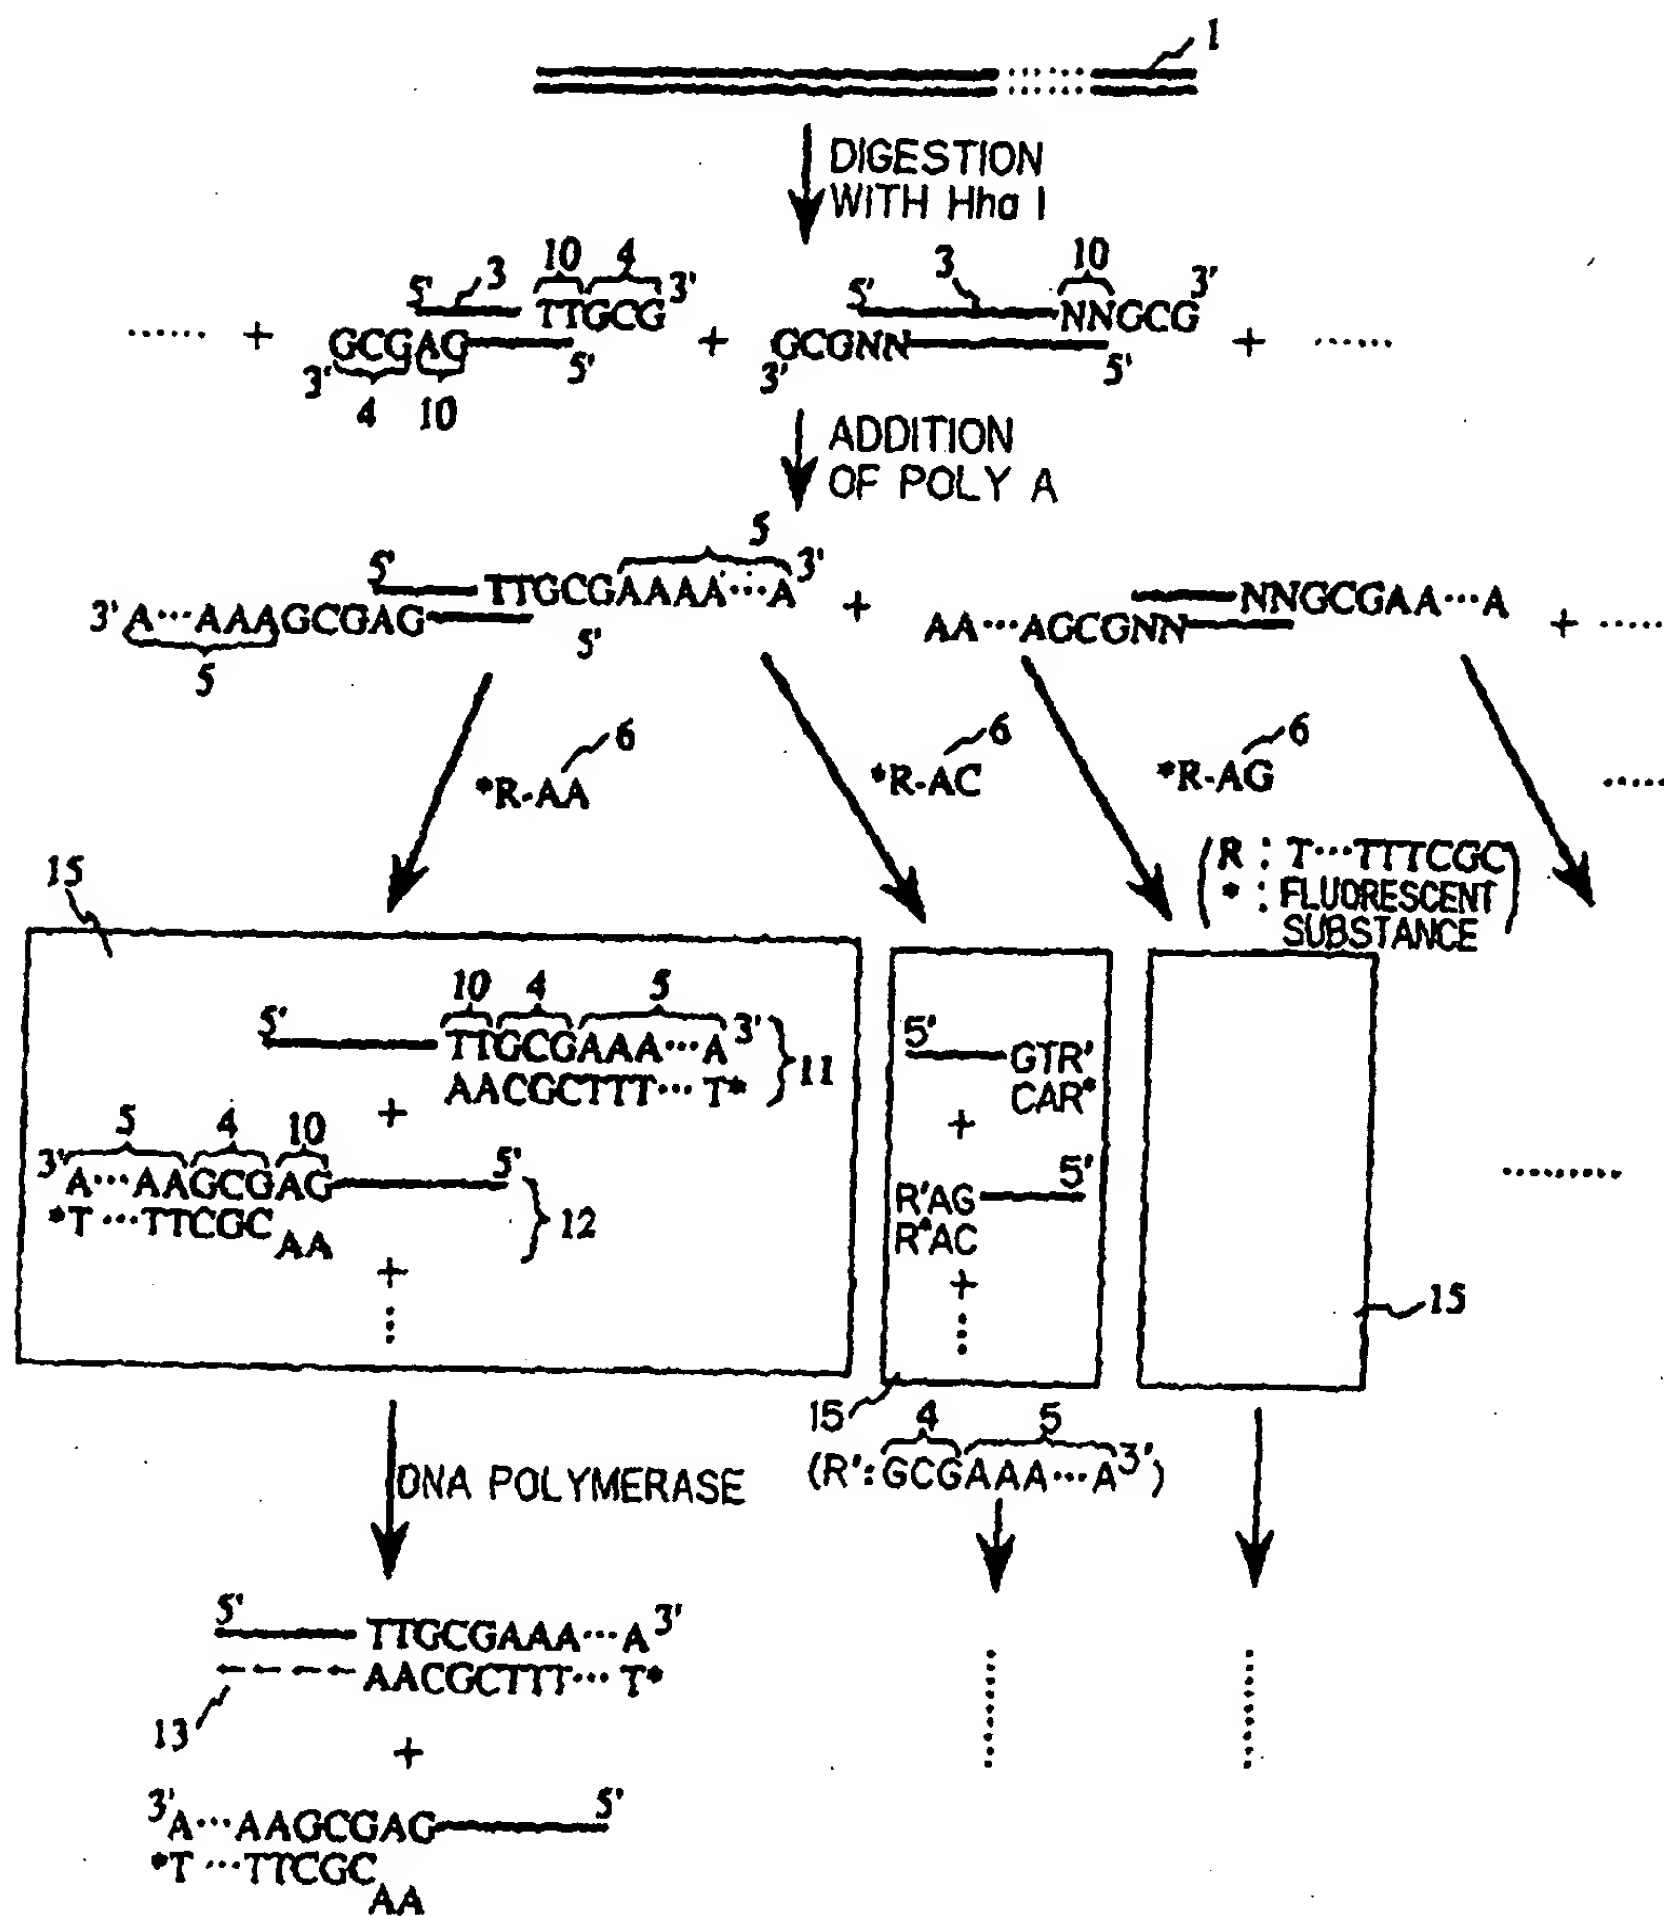 1
DIGESTION
WITH Hha I
10 4
5' 3 TTGCG 3'
3' GCGAG 5'
4 10
3 10
5' NNGCG 3'
3' GCGNN 5'
...... + + + ......
ADDITION
OF POLY A
5
5' TTGCGAAAA...A 3'
3' A...AAAGCGAG 5'
5
+
NNGCGAA...A
AA...AGCGNN
+ ......
*R-AA 6
*R-AC 6
*R-AG 6
......
(R : T...TTTCGC)
(* : FLUORESCENT
SUBSTANCE)
15
10 4 5
5' TTGCGAAA...A 3'
AACGCTTT...T*
11
+
5 4 10
3' A...AAGCGAG 5'
*T...TTCGC
AA
12
+
5'
GTR'
CAR*
+
5'
R'AG
R*AC
+
15
15
4 5
(R': GCGAAA...A 3')
DNA POLYMERASE
5' TTGCGAAA...A 3'
AACGCTTT...T*
13
+
3' A...AAGCGAG 5'
*T...TTCGC
AA